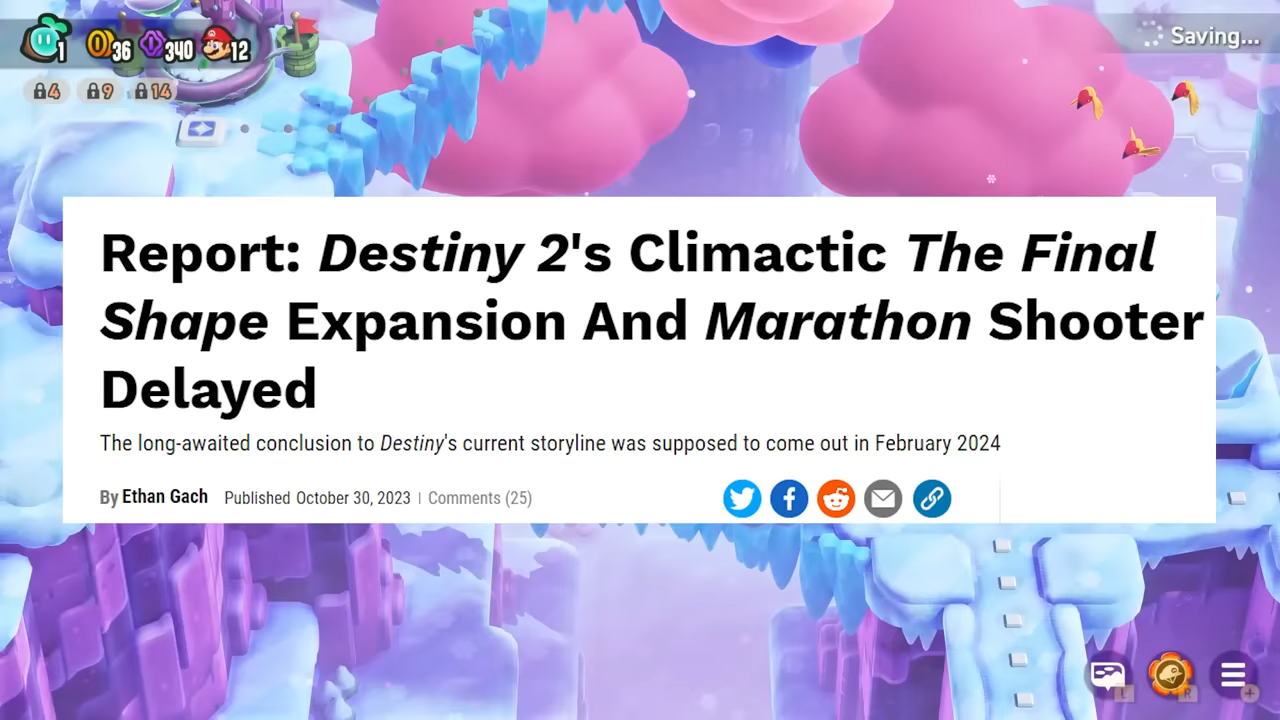 1 36 340 12
Saving...
4 9 14
Report: Destiny 2's Climactic The Final
Shape Expansion And Marathon Shooter
Delayed
The long-awaited conclusion to Destiny's current storyline was supposed to come out in February 2024
By Ethan Gach Published October 30, 2023 | Comments (25)
L R +